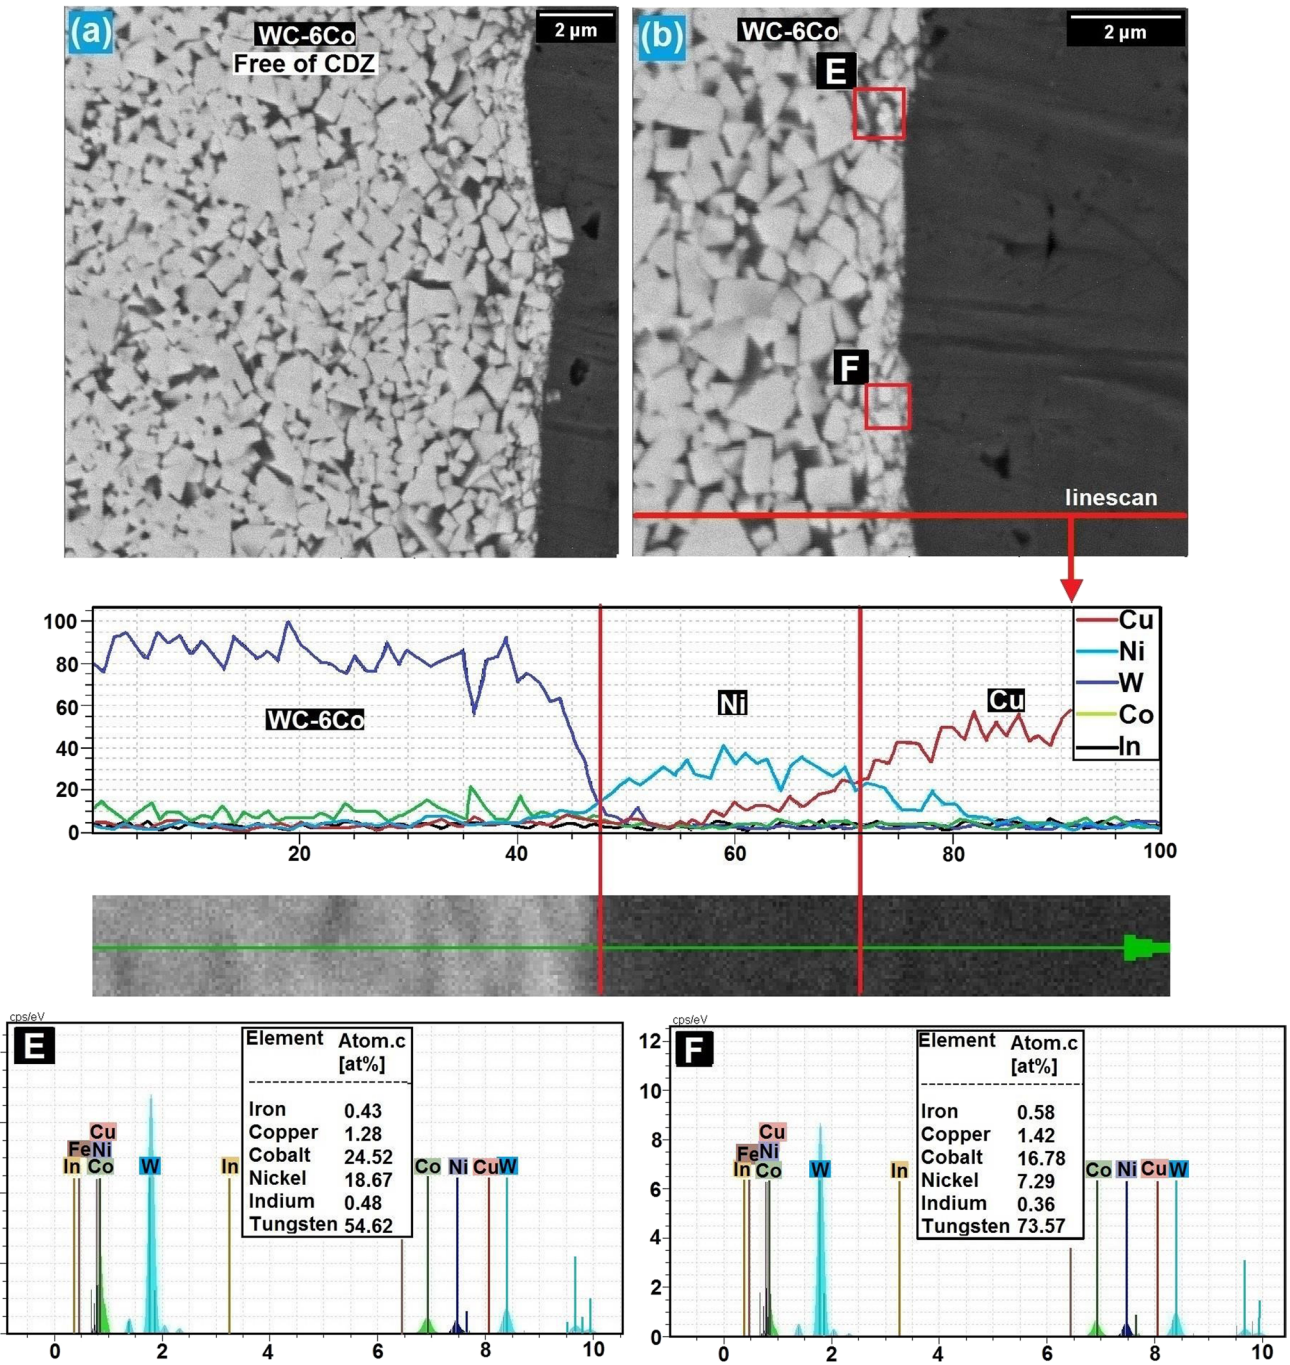 (a)
WC-6Co
Free of CDZ
2 µm
(b)
WC-6Co
2 µm
E
F
linescan
100
80
60
40
20
0
WC-6Co
Ni
Cu
Cu
Ni
W
Co
In
20
40
60
80
100
cps/eV
E
Element Atom.c
[at%]
Iron 0.43
Copper 1.28
Cobalt 24.52
Nickel 18.67
Indium 0.48
Tungsten 54.62
Cu
Fe Ni
In Co W In Co Ni Cu W
0 2 4 6 8 10
cps/eV
F
12
10
8
6
4
2
0
Element Atom.c
[at%]
Iron 0.58
Copper 1.42
Cobalt 16.78
Nickel 7.29
Indium 0.36
Tungsten 73.57
Cu
Fe Ni
In Co W In Co Ni Cu W
0 2 4 6 8 10